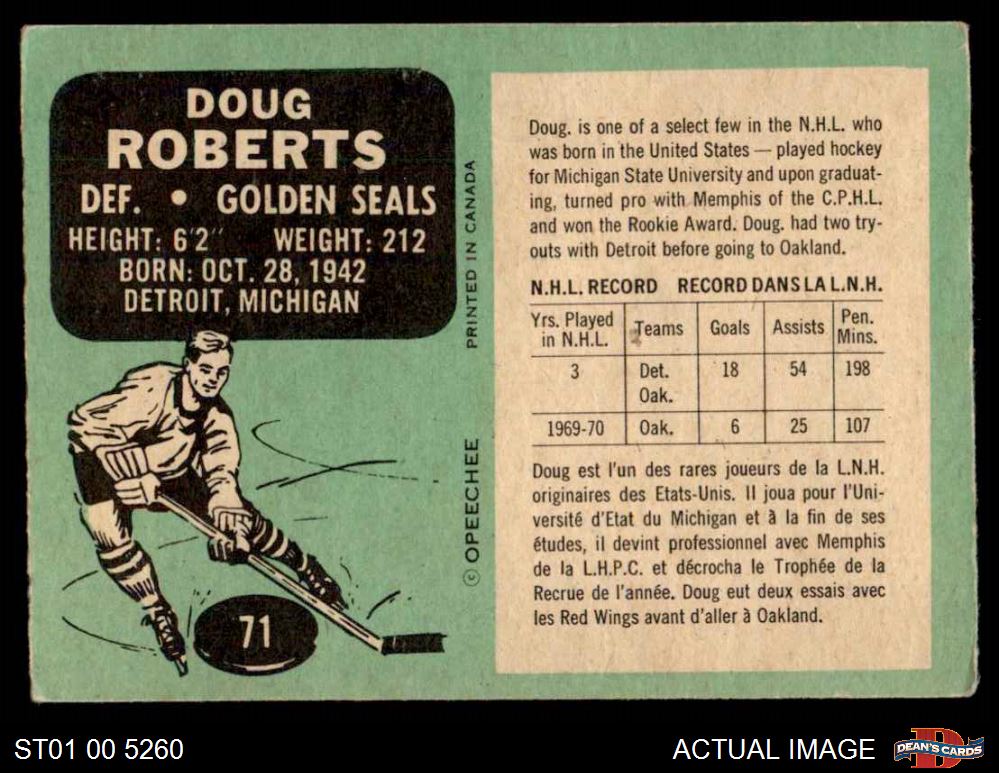 DOUG
ROBERTS
DEF. • GOLDEN SEALS
HEIGHT: 6'2" WEIGHT: 212
BORN: OCT. 28, 1942
DETROIT, MICHIGAN
71
© OPEECHEE PRINTED IN CANADA
Doug. is one of a select few in the N.H.L. who
was born in the United States — played hockey
for Michigan State University and upon graduat-
ing, turned pro with Memphis of the C.P.H.L.
and won the Rookie Award. Doug. had two try-
outs with Detroit before going to Oakland.
N.H.L. RECORD RECORD DANS LA L.N.H.
Yrs. Played in N.H.L. Teams Goals Assists Pen. Mins.
3 Det. Oak. 18 54 198
1969-70 Oak. 6 25 107
Doug est l'un des rares joueurs de la L.N.H.
originaires des Etats-Unis. Il joua pour l'Uni-
versité d'Etat du Michigan et à la fin de ses
études, il devint professionnel avec Memphis
de la L.H.P.C. et décrocha le Trophée de la
Recrue de l'année. Doug eut deux essais avec
les Red Wings avant d'aller à Oakland.
ST01 00 5260
ACTUAL IMAGE
D
DEAN'S CARDS